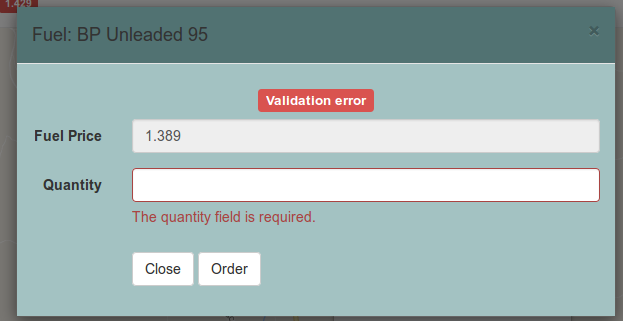 1.429
Fuel: BP Unleaded 95
×
Validation error
Fuel Price 1.389
Quantity
The quantity field is required.
Close Order